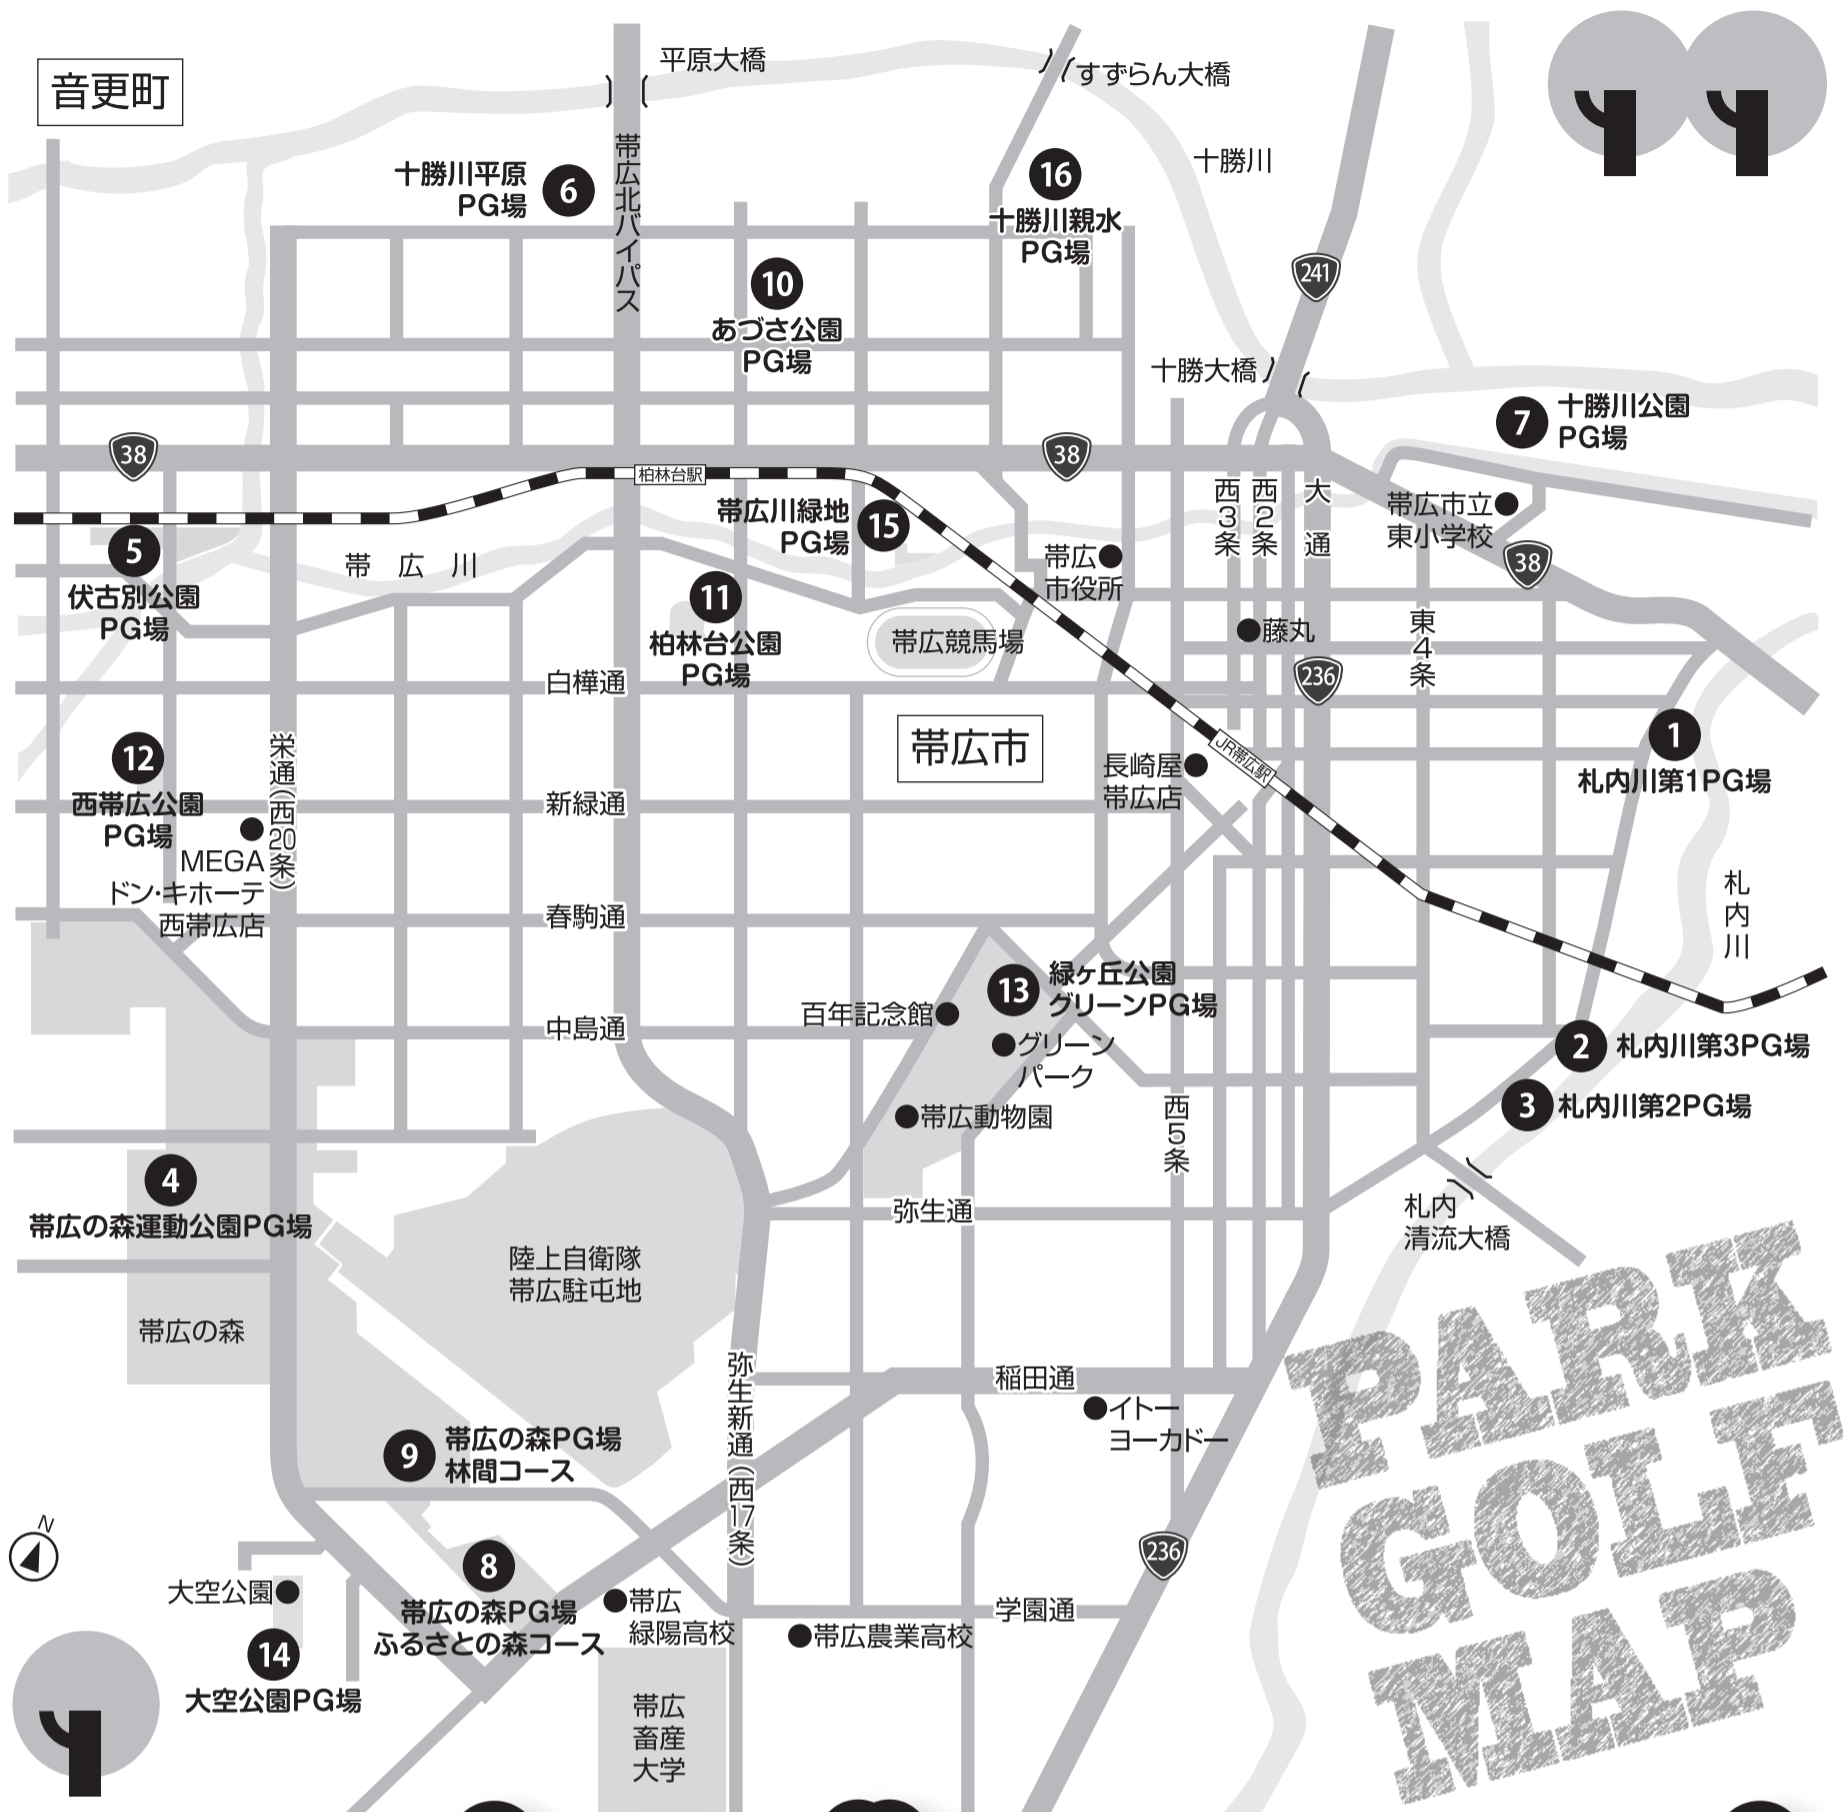 音更町
平原大橋
すずらん大橋
十勝川
帯広北バイパス
6
十勝川平原
PG場
16
十勝川親水
PG場
241
10
あづさ公園
PG場
十勝大橋
7
十勝川公園
PG場
38
38
柏林台駅
西3条
西2条
大通
帯広市立
東小学校
38
帯広川緑地
PG場
15
5
伏古別公園
PG場
帯広川
帯広
市役所
11
柏林台公園
PG場
帯広競馬場
藤丸
東4条
白樺通
236
帯広市
1
札内川第1PG場
12
西帯広公園
PG場
栄通(西20条)
長崎屋
帯広店
JR帯広駅
新緑通
MEGA
ドン・キホーテ
西帯広店
札内川
春駒通
13
緑ヶ丘公園
グリーンPG場
百年記念館
グリーン
パーク
中島通
2
札内川第3PG場
3
札内川第2PG場
帯広動物園
西5条
4
帯広の森運動公園PG場
弥生通
札内
清流大橋
陸上自衛隊
帯広駐屯地
帯広の森
弥生新通(西17条)
稲田通
イトー
ヨーカドー
9
帯広の森PG場
林間コース
N
236
8
帯広の森PG場
ふるさとの森コース
大空公園
14
大空公園PG場
帯広
緑陽高校
学園通
帯広農業高校
帯広
畜産
大学
PARK
GOLF
MAP